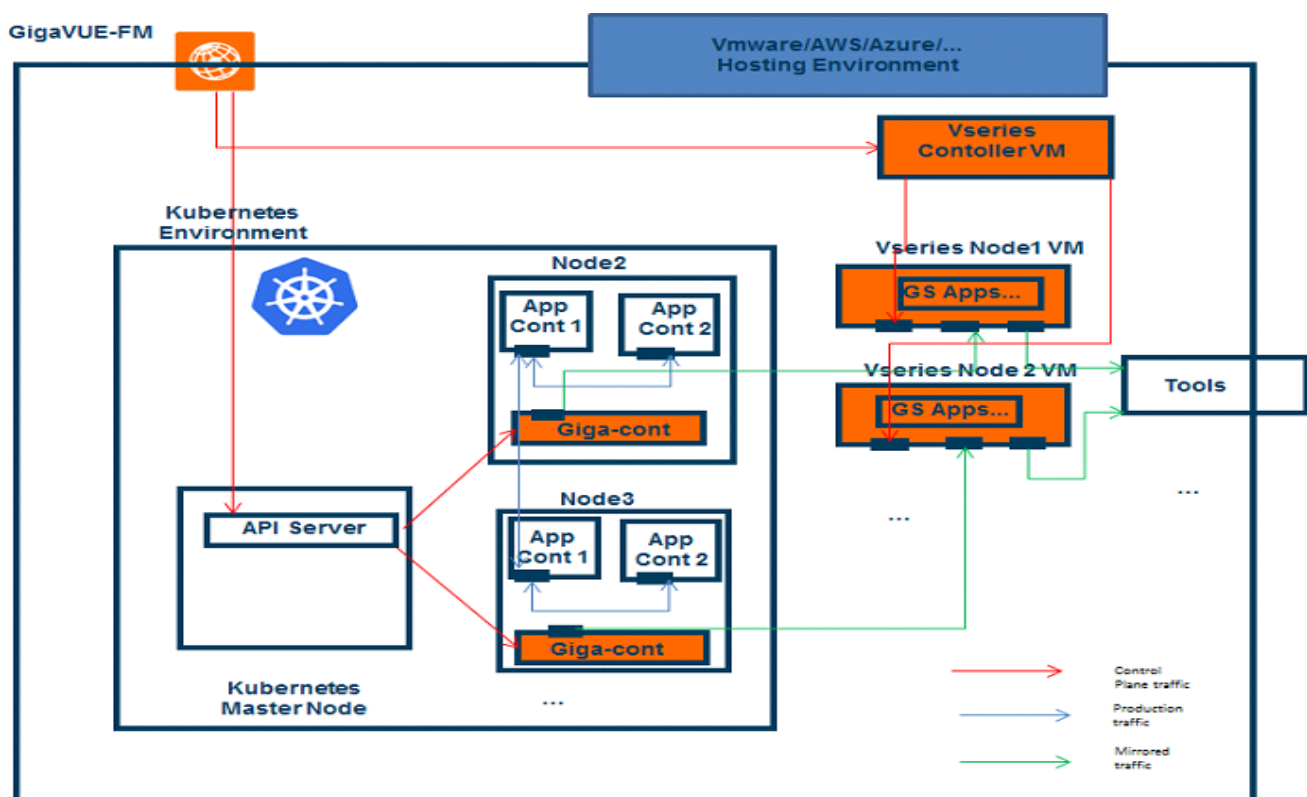 GigaVUE-FM
Vmware/AWS/Azure/...
Hosting Environment
Vseries
Contoller VM
Kubernetes
Environment
Vseries Node1 VM
GS Apps...
Node2
App
Cont 1
App
Cont 2
Giga-cont
Vseries Node 2 VM
GS Apps...
Tools
...
...
Node3
App
Cont 1
App
Cont 2
Giga-cont
...
API Server
Kubernetes
Master Node
Control
Plane traffic
Production
traffic
Mirrored
traffic